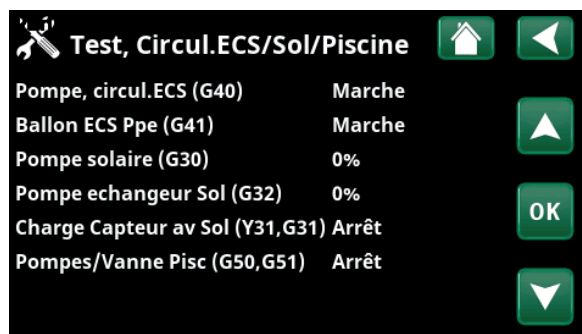 Test, Circul.ECS/Sol/Piscine
Pompe, circul.ECS (G40) Marche
Ballon ECS Ppe (G41) Marche
Pompe solaire (G30) 0%
Pompe echangeur Sol (G32) 0%
Charge Capteur av Sol (Y31,G31) Arrêt
Pompes/Vanne Pisc (G50,G51) Arrêt
OK